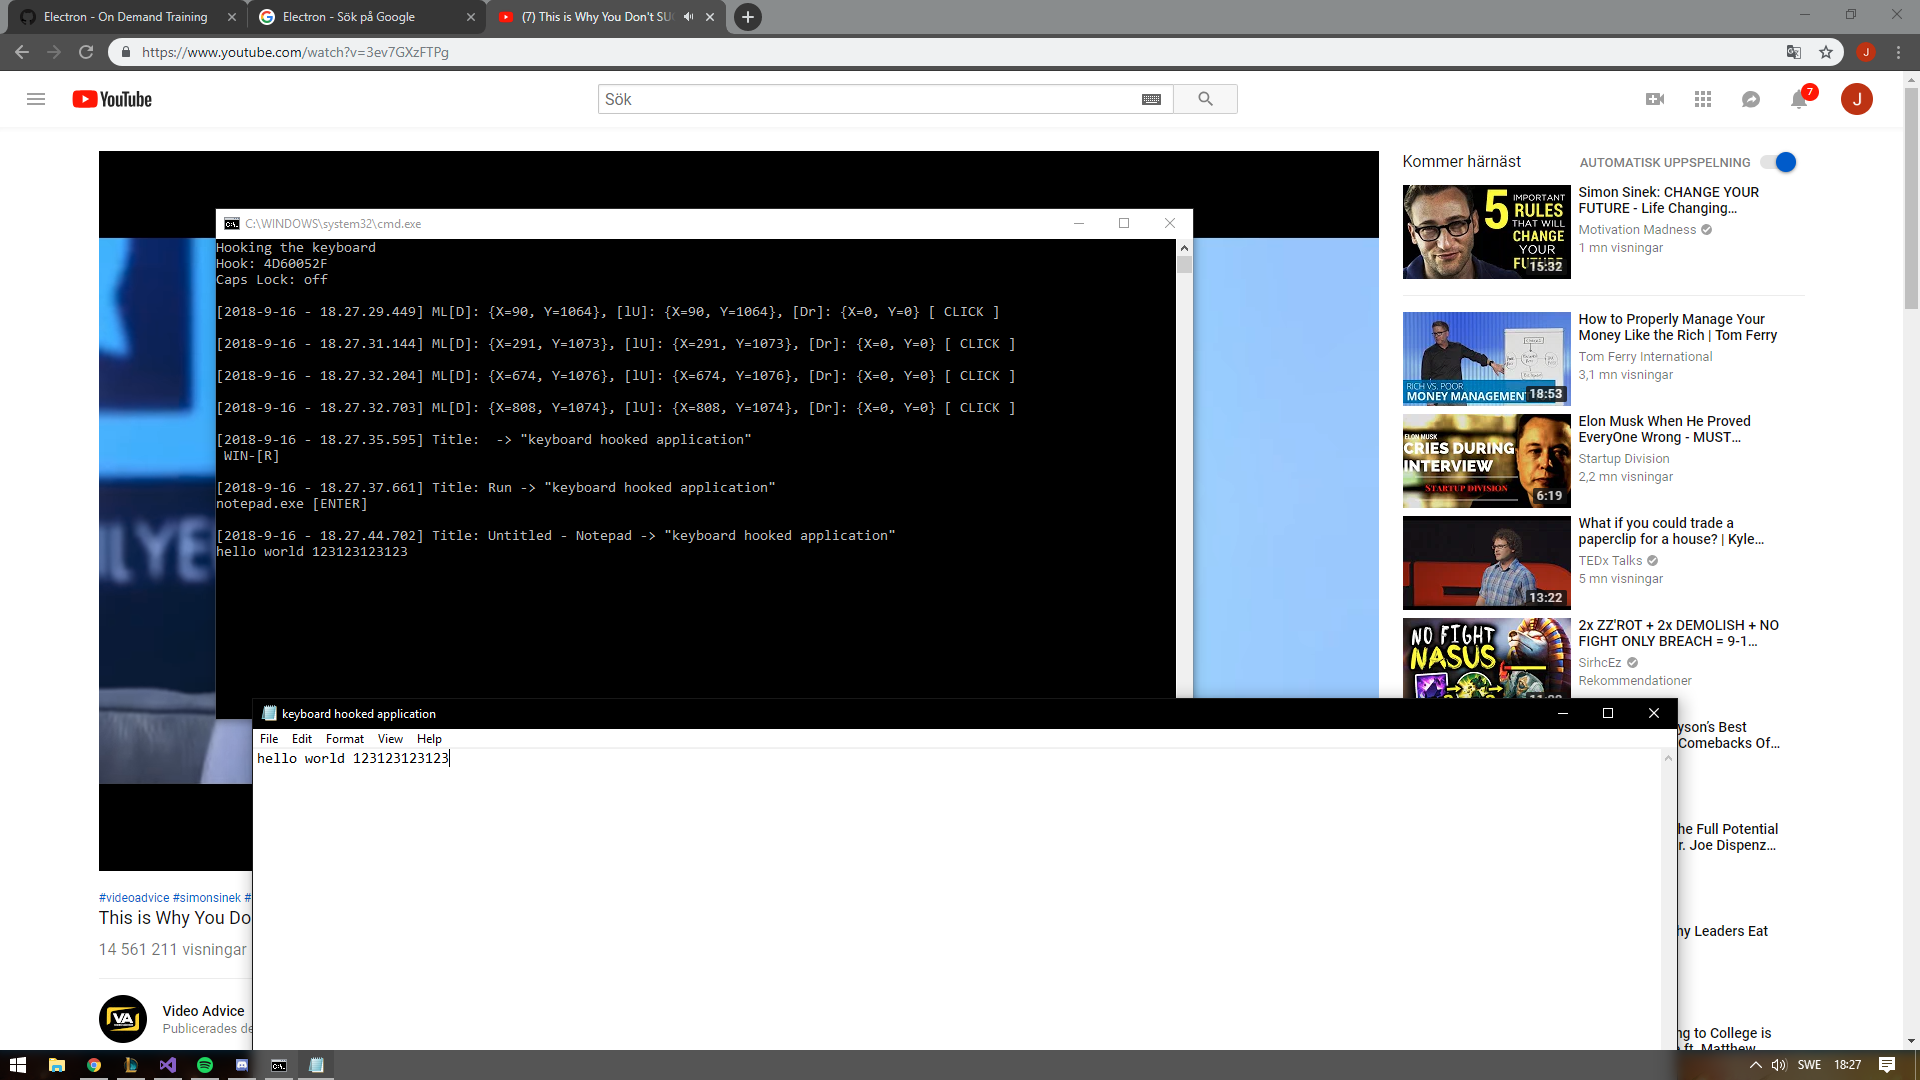 Electron - On Demand Training
Electron - Sök på Google
(7) This is Why You Don't SU
https://www.youtube.com/watch?v=3ev7GXzFTPg
J
YouTube
Sök
7
J
C:\WINDOWS\system32\cmd.exe
Hooking the keyboard
Hook: 4D60052F
Caps Lock: off
[2018-9-16 - 18.27.29.449] ML[D]: {X=90, Y=1064}, [lU]: {X=90, Y=1064}, [Dr]: {X=0, Y=0} [ CLICK ]
[2018-9-16 - 18.27.31.144] ML[D]: {X=291, Y=1073}, [lU]: {X=291, Y=1073}, [Dr]: {X=0, Y=0} [ CLICK ]
[2018-9-16 - 18.27.32.204] ML[D]: {X=674, Y=1076}, [lU]: {X=674, Y=1076}, [Dr]: {X=0, Y=0} [ CLICK ]
[2018-9-16 - 18.27.32.703] ML[D]: {X=808, Y=1074}, [lU]: {X=808, Y=1074}, [Dr]: {X=0, Y=0} [ CLICK ]
[2018-9-16 - 18.27.35.595] Title:  -> "keyboard hooked application"
WIN-[R]
[2018-9-16 - 18.27.37.661] Title: Run -> "keyboard hooked application"
notepad.exe [ENTER]
[2018-9-16 - 18.27.44.702] Title: Untitled - Notepad -> "keyboard hooked application"
hello world 123123123123
keyboard hooked application
File Edit Format View Help
hello world 123123123123
#videoadvice #simonsinek #
This is Why You Do
14 561 211 visningar
VA
Video Advice
Publicerades de
Kommer härnäst
AUTOMATISK UPPSPELNING
5 IMPORTANT
RULES
THAT WILL
CHANGE
YOUR
FUTURE
15:32
Simon Sinek: CHANGE YOUR
FUTURE - Life Changing...
Motivation Madness
1 mn visningar
RICH VS. POOR
MONEY MANAGEMENT
18:53
How to Properly Manage Your
Money Like the Rich | Tom Ferry
Tom Ferry International
3,1 mn visningar
ELON MUSK
CRIES DURING
INTERVIEW
STARTUP DIVISION
6:19
Elon Musk When He Proved
EveryOne Wrong - MUST...
Startup Division
2,2 mn visningar
13:22
What if you could trade a
paperclip for a house? | Kyle...
TEDx Talks
5 mn visningar
NO FIGHT
NASUS
2x ZZ'ROT + 2x DEMOLISH + NO
FIGHT ONLY BREACH = 9-1...
SirhcEz
Rekommendationer
yson's Best
Comebacks Of...
he Full Potential
r. Joe Dispenz...
hy Leaders Eat
ng to College is
ft. Matthew
SWE 18:27